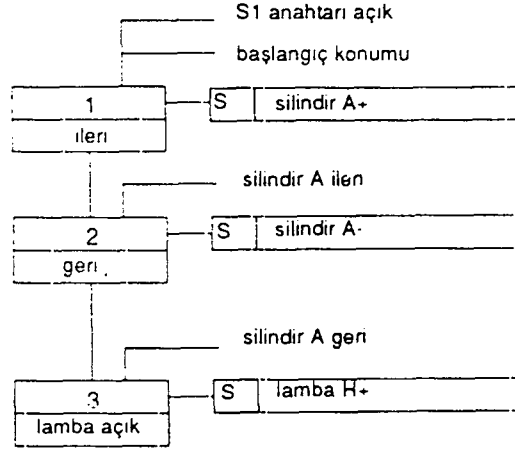 S1 anahtarı açık
başlangıç konumu
1 S silindir A+
ileri
silindir A ileri
2 S silindir A-
geri
silindir A geri
3 S lamba H+
lamba açık